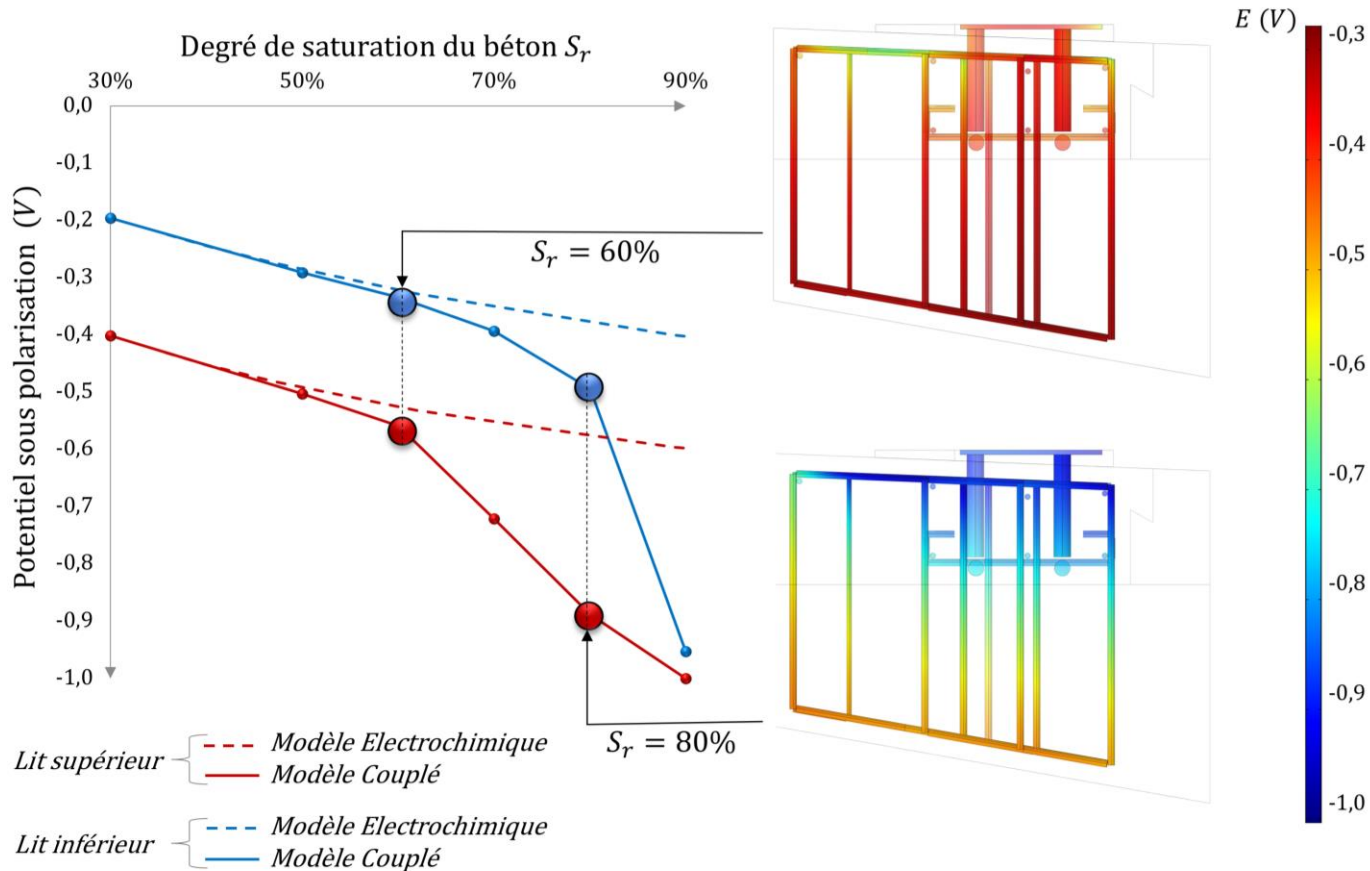 Degré de saturation du béton Sr
30%
50%
70%
90%
Potentiel sous polarisation (V)
0,0
-0,1
-0,2
-0,3
-0,4
-0,5
-0,6
-0,7
-0,8
-0,9
-1,0
Sr = 60%
Sr = 80%
Lit supérieur
Modèle Electrochimique
Modèle Couplé
Lit inférieur
Modèle Electrochimique
Modèle Couplé
E (V)
-0,3
-0,4
-0,5
-0,6
-0,7
-0,8
-0,9
-1,0